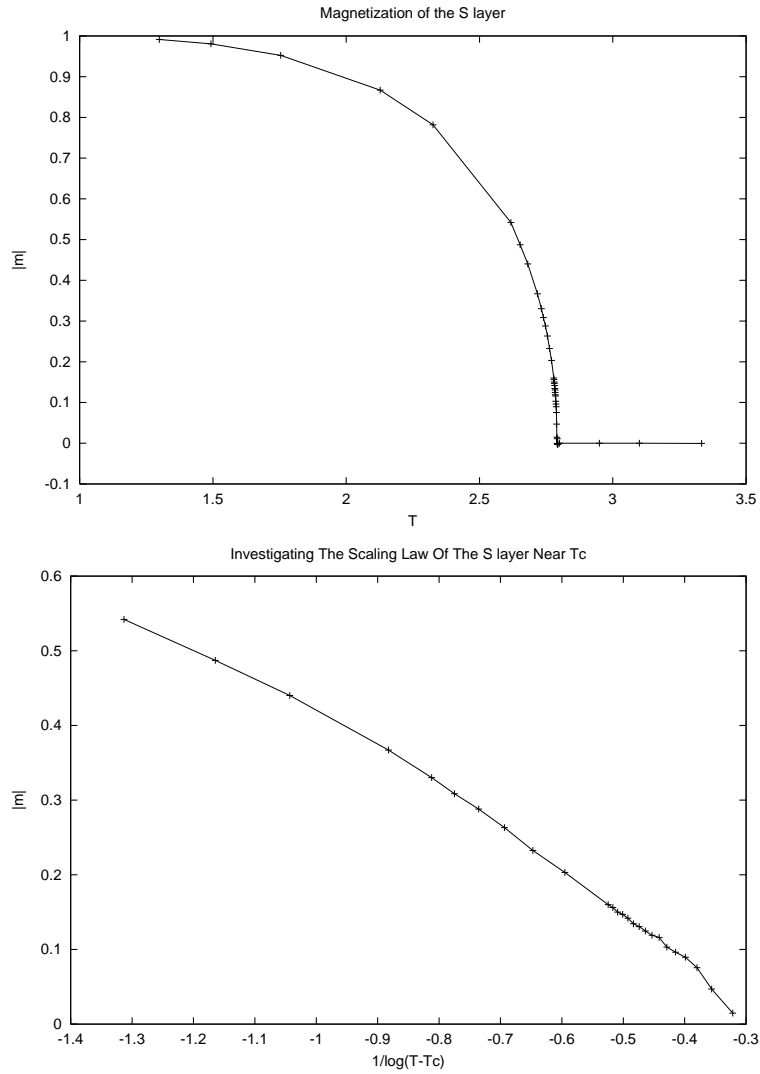 Magnetization of the S layer
1
0.9
0.8
0.7
0.6
0.5
0.4
0.3
0.2
0.1
0
-0.1
|m|
1 1.5 2 2.5 3 3.5
T
Investigating The Scaling Law Of The S layer Near Tc
0.6
0.5
0.4
0.3
0.2
0.1
0
|m|
-1.4 -1.3 -1.2 -1.1 -1 -0.9 -0.8 -0.7 -0.6 -0.5 -0.4 -0.3
1/log(T-Tc)